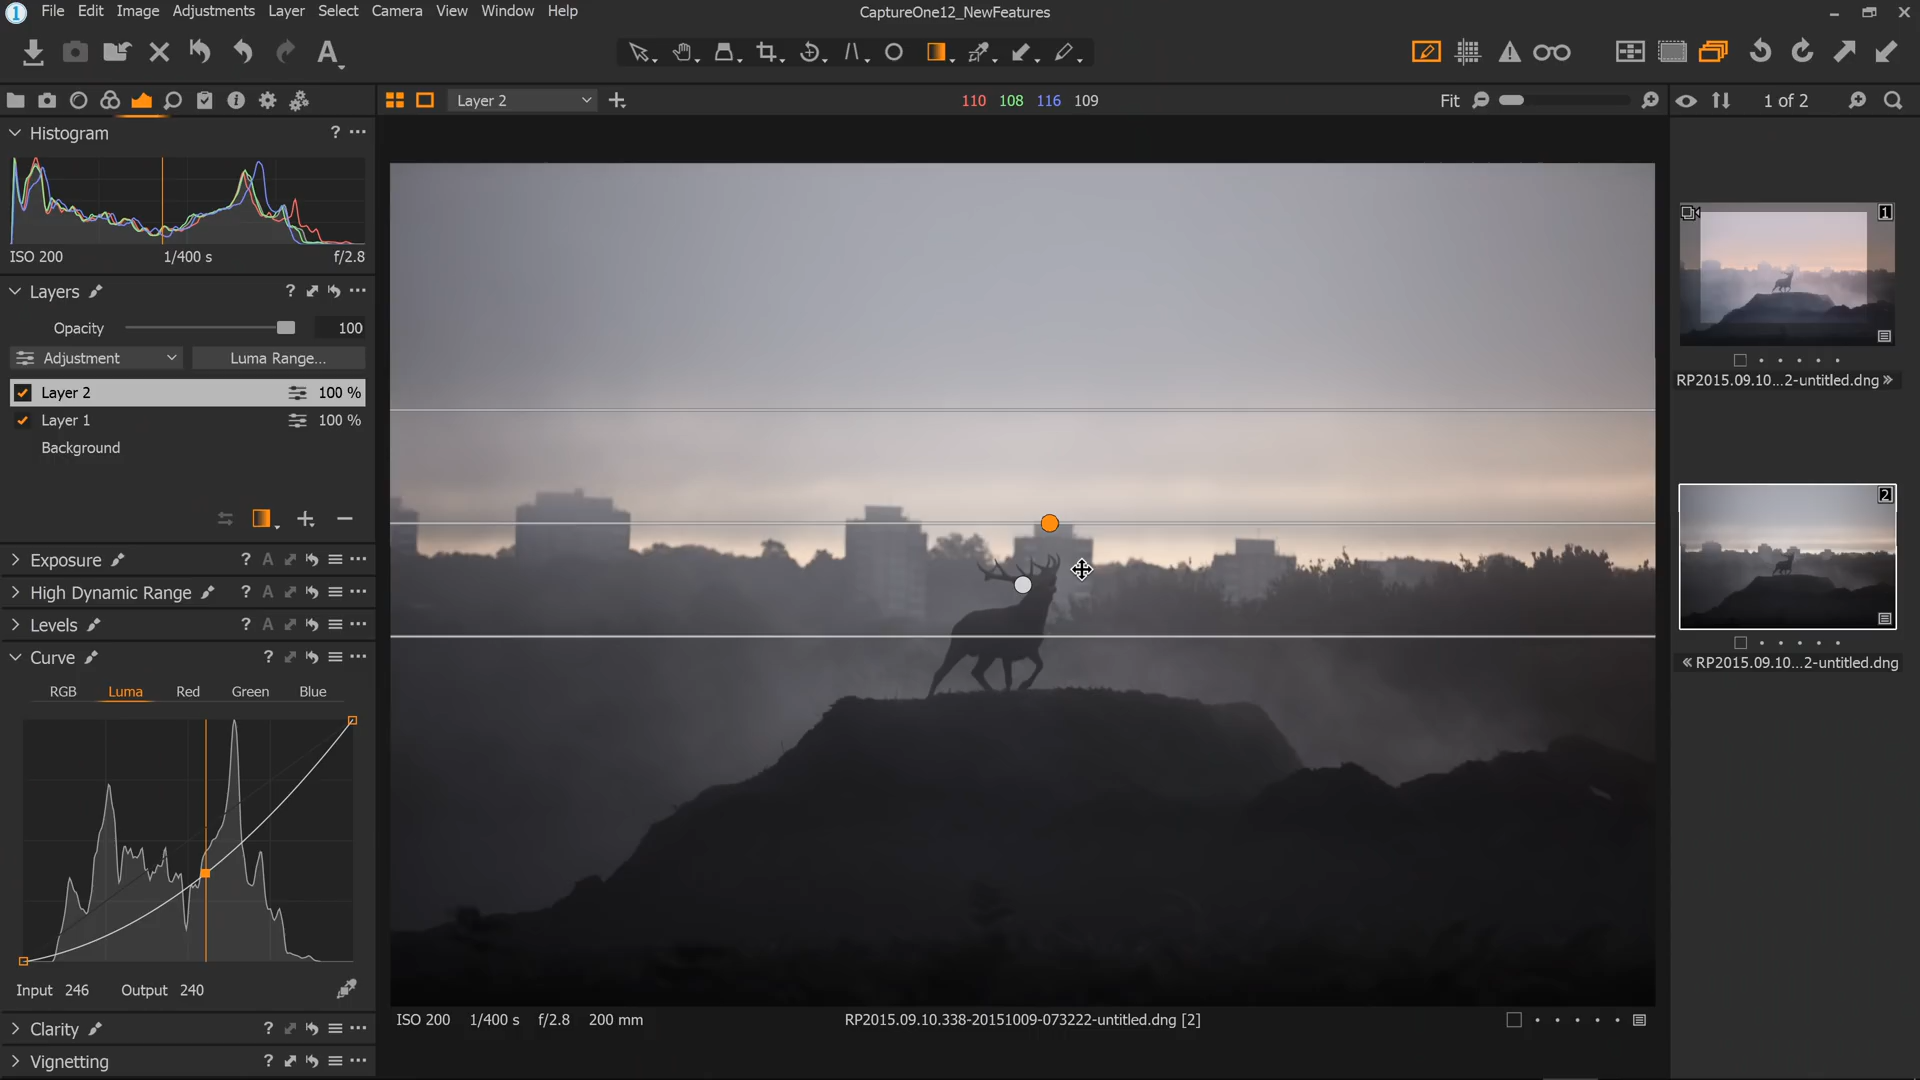 File Edit Image Adjustments Layer Select Camera View Window Help
CaptureOne12_NewFeatures
A
Layer 2
110 108 116 109
Fit
1 of 2
Histogram
?
ISO 200 1/400 s f/2.8
Layers
?
Opacity 100
Adjustment Luma Range...
Layer 2 100 %
Layer 1 100 %
Background
Exposure ? A
High Dynamic Range ? A
Levels ? A
Curve ?
RGB Luma Red Green Blue
Input 246 Output 240
Clarity ?
Vignetting ?
ISO 200 1/400 s f/2.8 200 mm
RP2015.09.10.338-20151009-073222-untitled.dng [2]
1
RP2015.09.10...2-untitled.dng
2
RP2015.09.10...2-untitled.dng